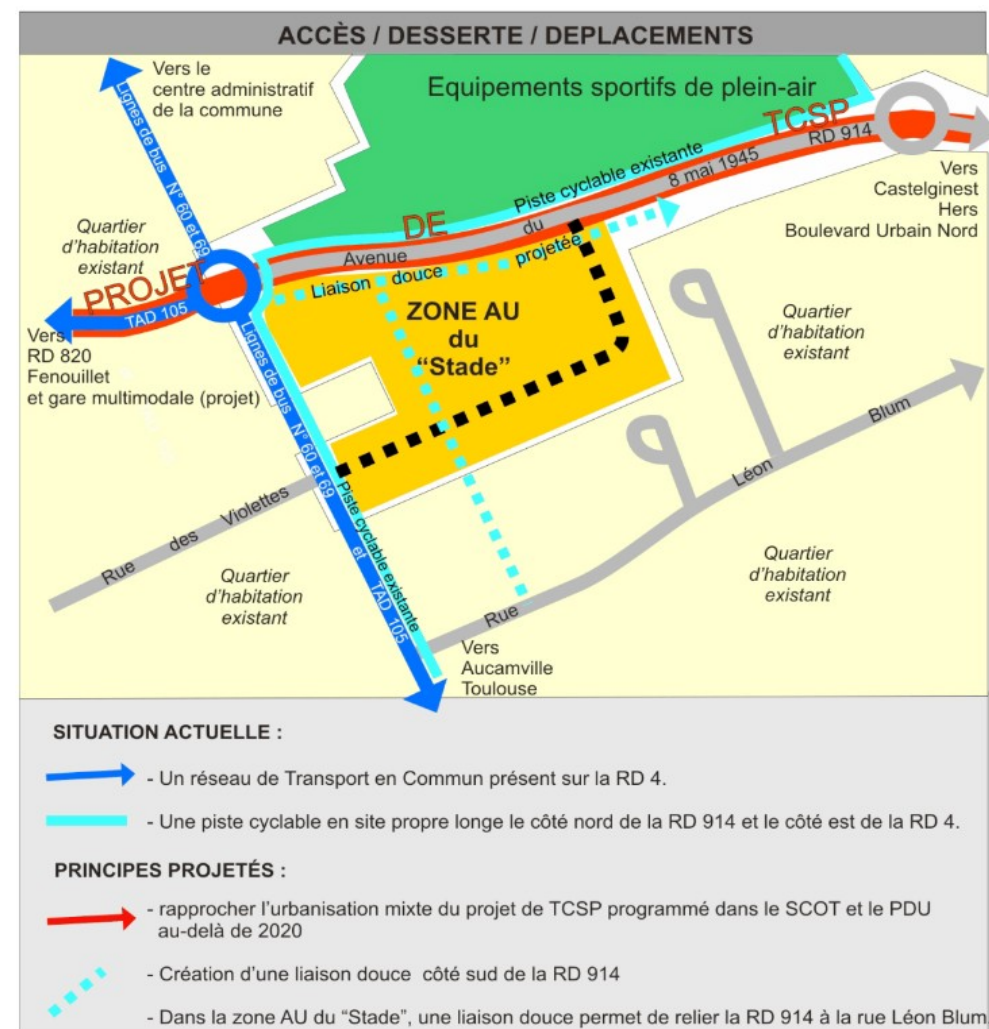 ACCÈS / DESSERTE / DEPLACEMENTS
Vers le
centre administratif
de la commune
Lignes de bus N° 60 et 69
Equipements sportifs de plein-air
TCSP
RD 914
8 mai 1945
Piste cyclable existante
Vers
Castelginest
Hers
Boulevard Urbain Nord
Quartier
d'habitation
existant
DE
du
Avenue
PROJET
TAD 105
Liaison douce projetée
Vers
RD 820
Fenouillet
et gare multimodale (projet)
ZONE AU
du
“Stade”
Quartier
d'habitation
existant
Lignes de bus N° 60 et 69 et TAD 105
Piste cyclable existante
Rue des Violettes
Rue Léon Blum
Quartier
d'habitation
existant
Quartier
d'habitation
existant
Vers
Aucamville
Toulouse
SITUATION ACTUELLE :
- Un réseau de Transport en Commun présent sur la RD 4.
- Une piste cyclable en site propre longe le côté nord de la RD 914 et le côté est de la RD 4.
PRINCIPES PROJETÉS :
- rapprocher l'urbanisation mixte du projet de TCSP programmé dans le SCOT et le PDU
au-delà de 2020
- Création d'une liaison douce côté sud de la RD 914
- Dans la zone AU du “Stade”, une liaison douce permet de relier la RD 914 à la rue Léon Blum